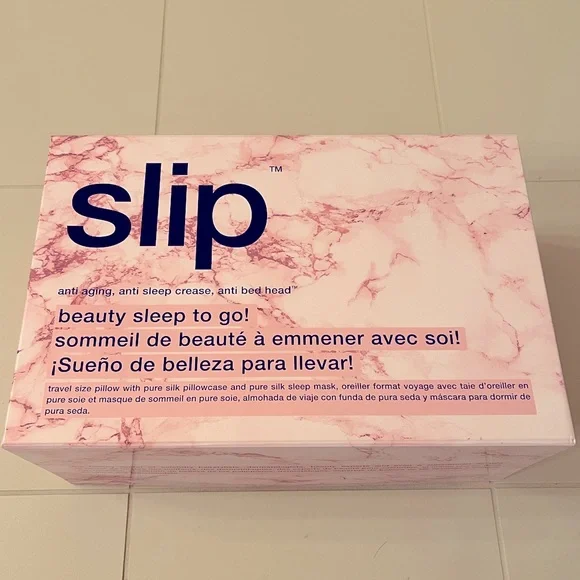 slip™
anti aging, anti sleep crease, anti bed head™
beauty sleep to go!
sommeil de beauté à emmener avec soi!
¡Sueño de belleza para llevar!
travel size pillow with pure silk pillowcase and pure silk sleep mask, oreiller format voyage avec taie d'oreiller en
pure soie et masque de sommeil en pure soie, almohada de viaje con funda de pura seda y máscara para dormir de
pura seda.